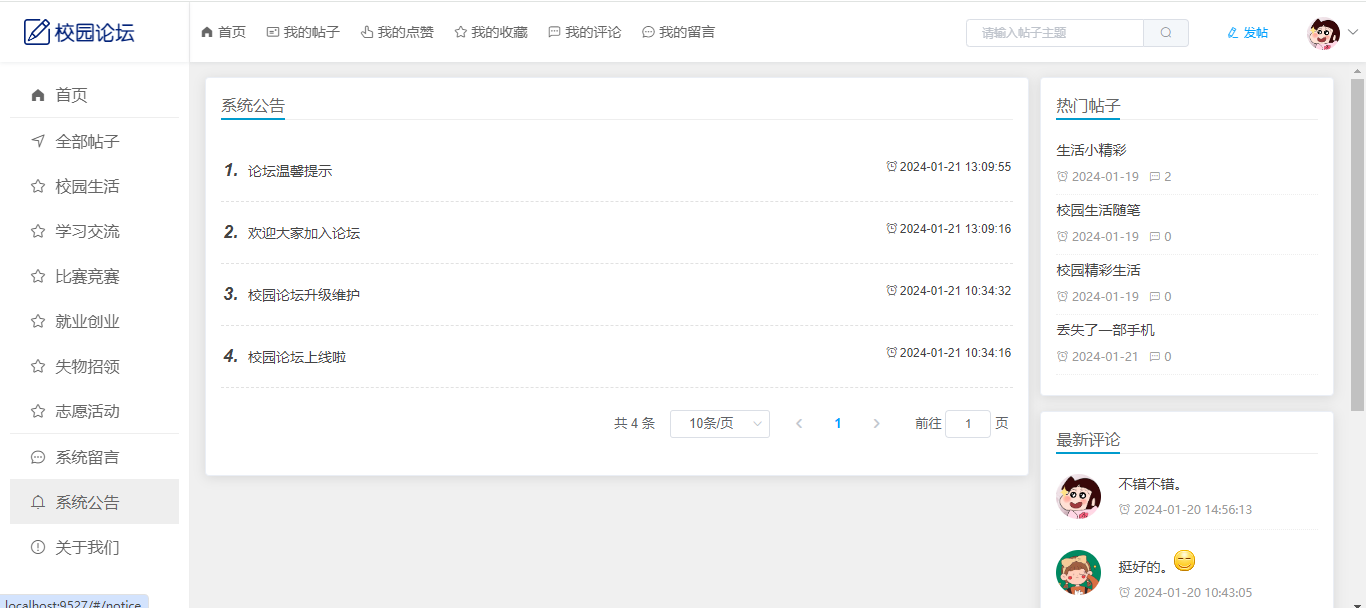 校园论坛
首页 我的帖子 我的点赞 我的收藏 我的评论 我的留言
请输入帖子主题
发帖
首页
全部帖子
校园生活
学习交流
比赛竞赛
就业创业
失物招领
志愿活动
系统留言
系统公告
关于我们
localhost:9527/#/notice
系统公告
1. 论坛温馨提示 2024-01-21 13:09:55
2. 欢迎大家加入论坛 2024-01-21 13:09:16
3. 校园论坛升级维护 2024-01-21 10:34:32
4. 校园论坛上线啦 2024-01-21 10:34:16
共 4 条 10条/页 1 前往 1 页
热门帖子
生活小精彩
2024-01-19 2
校园生活随笔
2024-01-19 0
校园精彩生活
2024-01-19 0
丢失了一部手机
2024-01-21 0
最新评论
不错不错。
2024-01-20 14:56:13
挺好的。
2024-01-20 10:43:05